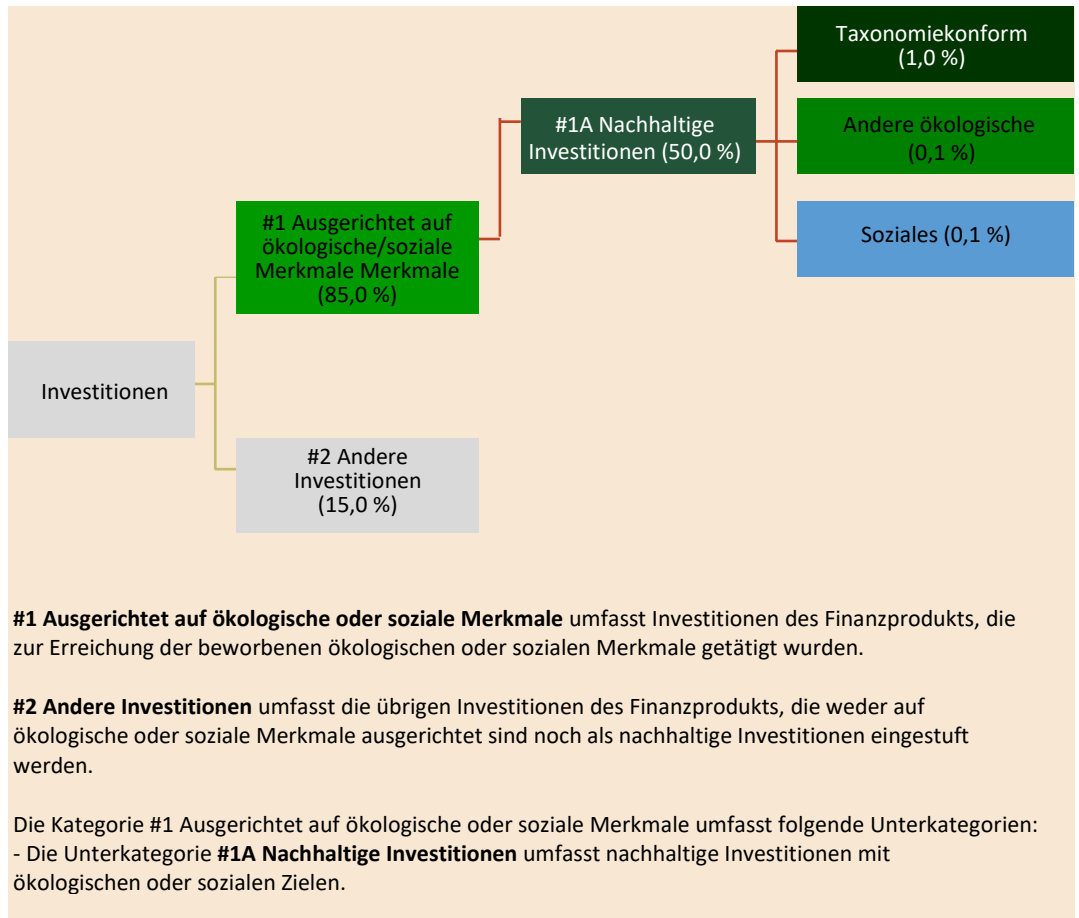 Taxonomiekonform
(1,0 %)
#1A Nachhaltige
Investitionen (50,0 %)
Andere ökologische
(0,1 %)
#1 Ausgerichtet auf
ökologische/soziale
Merkmale Merkmale
(85,0 %)
Soziales (0,1 %)
Investitionen
#2 Andere
Investitionen
(15,0 %)
#1 Ausgerichtet auf ökologische oder soziale Merkmale umfasst Investitionen des Finanzprodukts, die
zur Erreichung der beworbenen ökologischen oder sozialen Merkmale getätigt wurden.
#2 Andere Investitionen umfasst die übrigen Investitionen des Finanzprodukts, die weder auf
ökologische oder soziale Merkmale ausgerichtet sind noch als nachhaltige Investitionen eingestuft
werden.
Die Kategorie #1 Ausgerichtet auf ökologische oder soziale Merkmale umfasst folgende Unterkategorien:
- Die Unterkategorie #1A Nachhaltige Investitionen umfasst nachhaltige Investitionen mit
ökologischen oder sozialen Zielen.